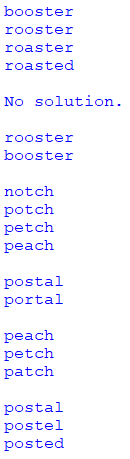 booster
rooster
roaster
roasted

No solution.

rooster
booster

notch
potch
petch
peach

postal
portal

peach
petch
patch

postal
postel
posted